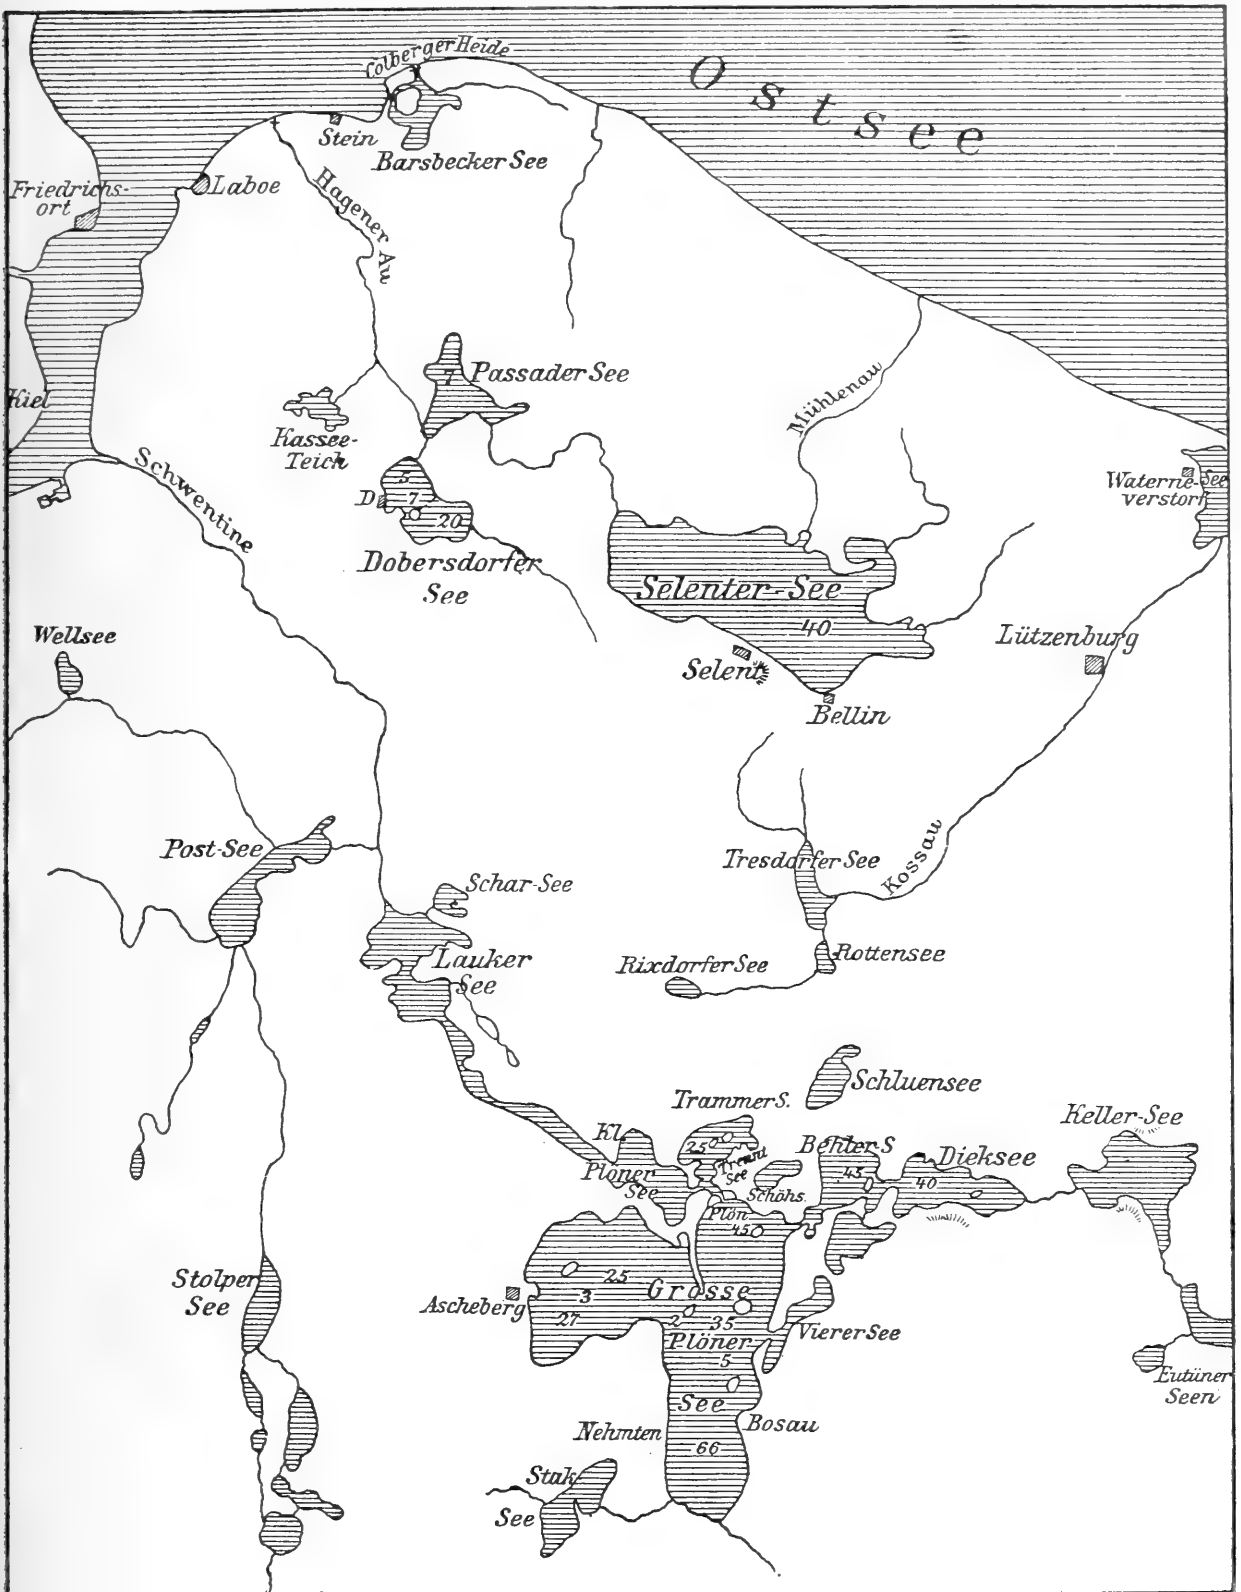 Colberger Heide
Ostsee
Stein
Barsbecker See
Friedrichs-
ort
Laboe
Hagener Au
7
Passader See
Mühlenau
Kiel
Kassee-
Teich
Schwentine
5
D
7
20
Waterne-
verstorf
See
Dobersdorfer
See
Selenter-See
40
Wellsee
Lützenburg
Selent
Bellin
Post-See
Tresdorfer See
Kossau
Schar-See
Lauker
See
Rixdorfer See
Rottensee
Schluensee
Trammer S.
Keller-See
Kl.
Plöner
See
25
Trennt
See
Schöhs.
Behler S
45
Dieksee
40
Plön
45
Stolper
See
Ascheberg
25
3
27
Grosse
2
35
Plöner
5
See
66
Vierer See
Eutüner
Seen
Nehmten
Bosau
Stak
See